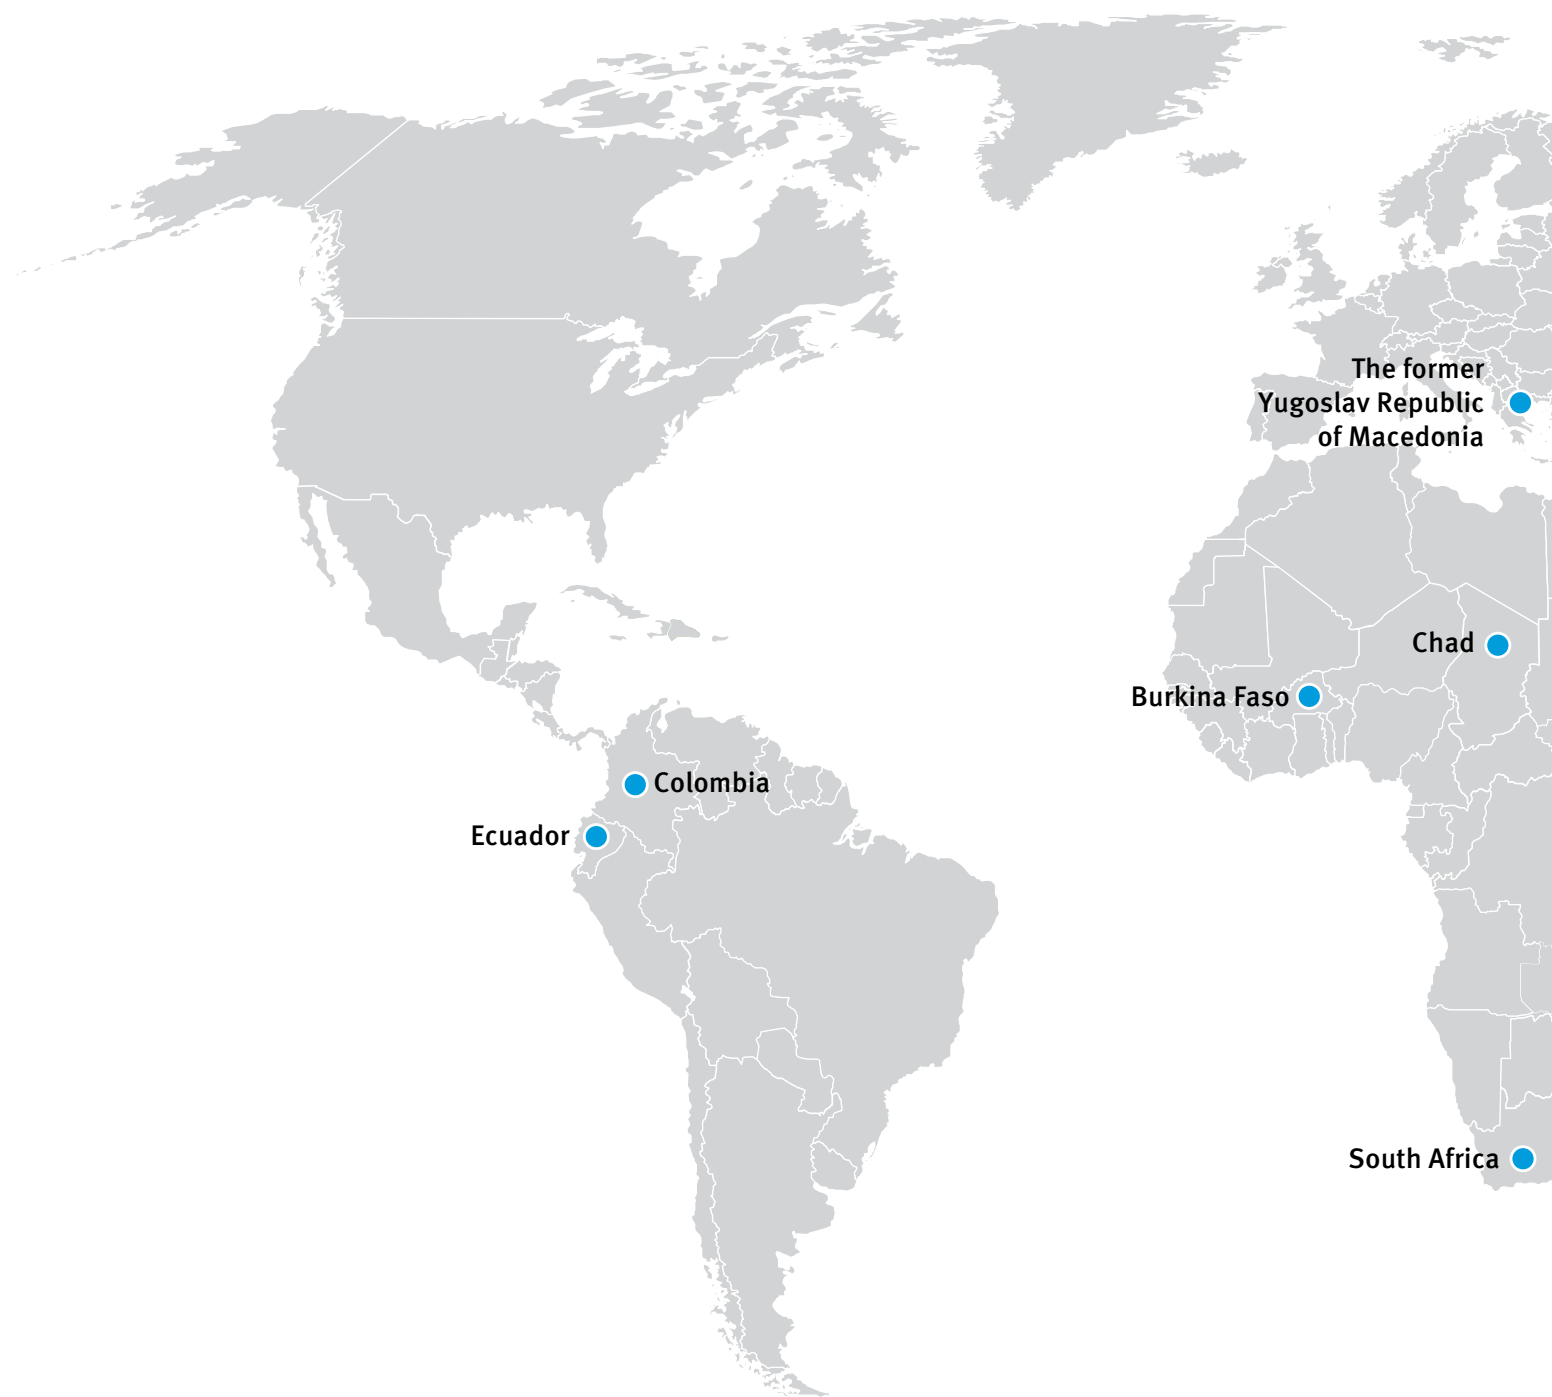 The former
Yugoslav Republic
of Macedonia
Chad
Burkina Faso
Colombia
Ecuador
South Africa